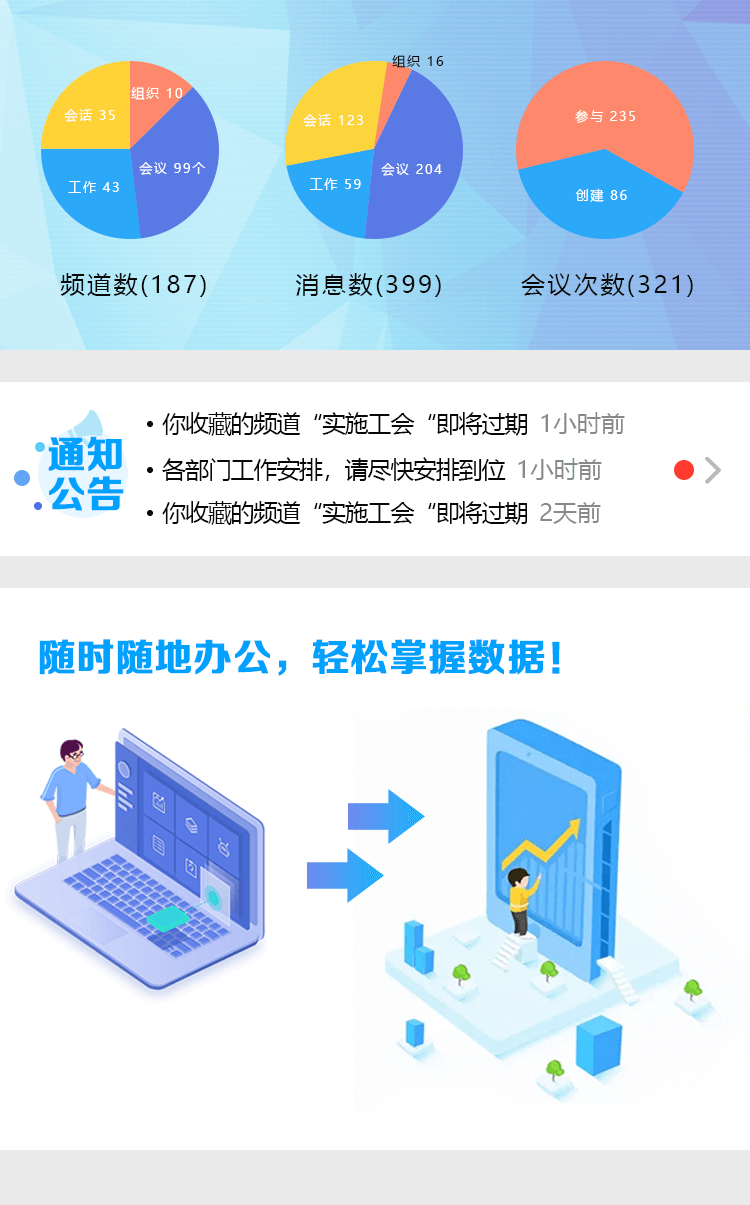 组织 16
组织 10
会话 35
会议 99个
工作 43
会话 123
会议 204
工作 59
参与 235
创建 86
频道数(187)
消息数(399)
会议次数(321)
通知
公告
• 你收藏的频道“实施工会“即将过期 1小时前
• 各部门工作安排，请尽快安排到位 1小时前
• 你收藏的频道“实施工会“即将过期 2天前
随时随地办公，轻松掌握数据！